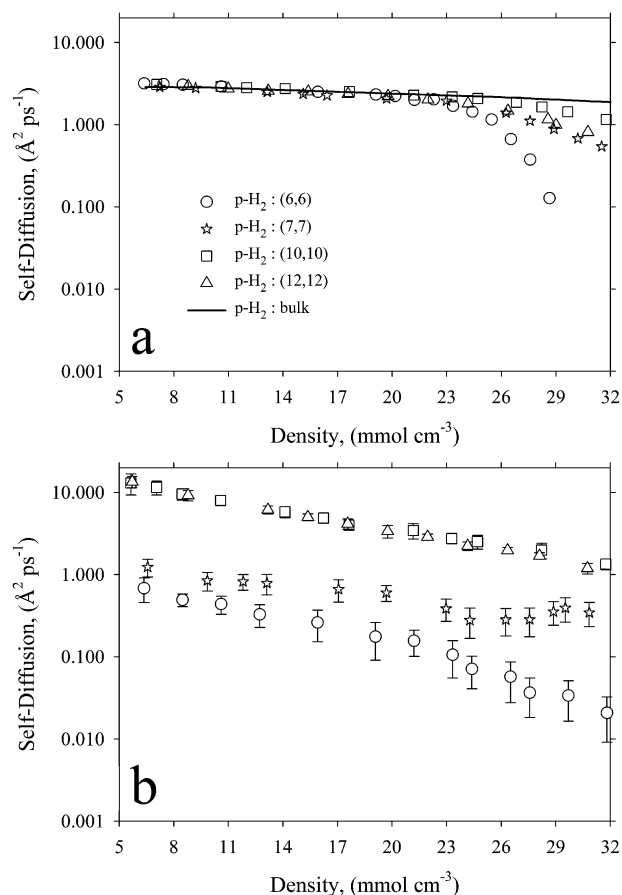 a
10.000
1.000
0.100
0.010
0.001
Self-Diffusion, (Å² ps⁻¹)
p-H₂ : (6,6)
p-H₂ : (7,7)
p-H₂ : (10,10)
p-H₂ : (12,12)
p-H₂ : bulk
5 8 11 14 17 20 23 26 29 32
Density, (mmol cm⁻³)
b
10.000
1.000
0.100
0.010
0.001
Self-Diffusion, (Å² ps⁻¹)
5 8 11 14 17 20 23 26 29 32
Density, (mmol cm⁻³)